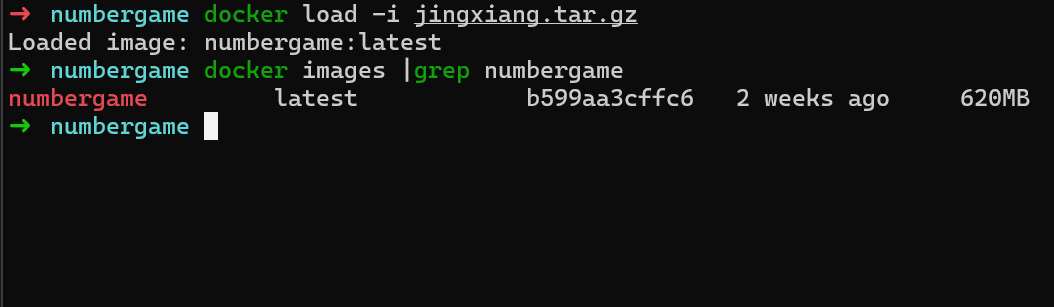 ➜ numbergame docker load -i jingxiang.tar.gz
Loaded image: numbergame:latest
➜ numbergame docker images |grep numbergame
numbergame latest b599aa3cffc6 2 weeks ago 620MB
➜ numbergame